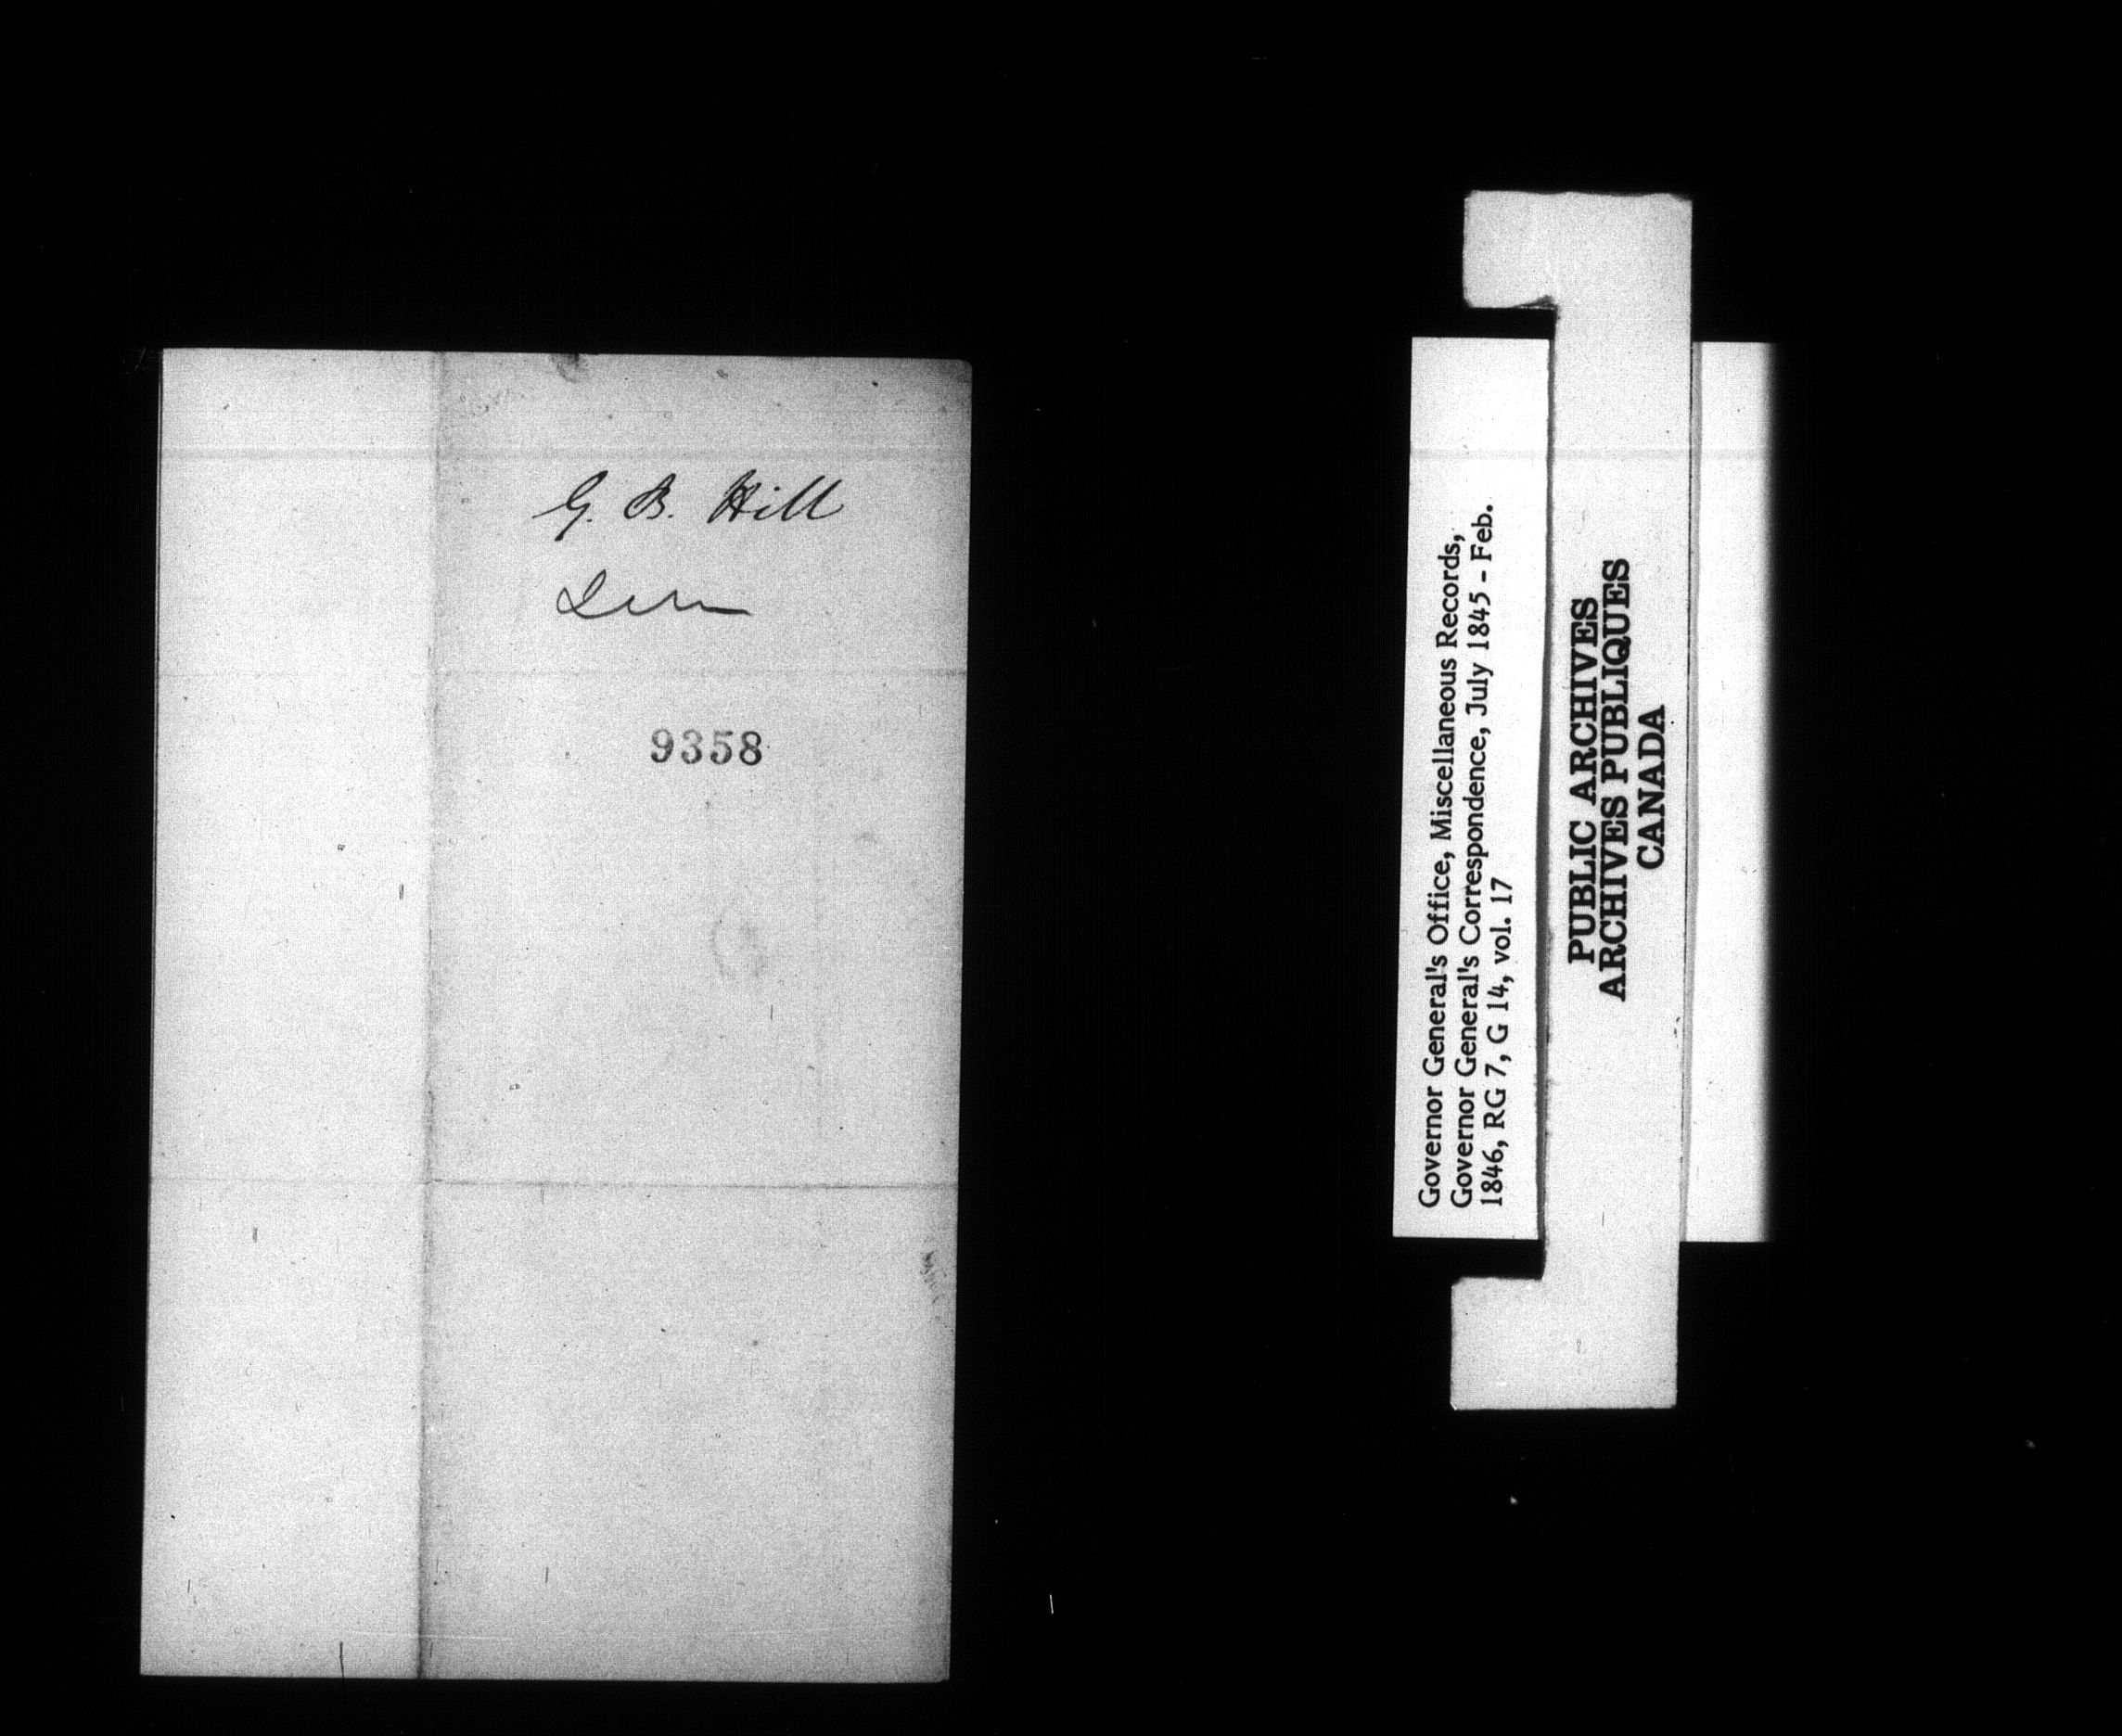 G. B. Hill
9358
Governor General's Office, Miscellaneous Records,
Governor General's Correspondence, July 1845 - Feb.
1846, RG 7, G 14, vol. 17
PUBLIC ARCHIVES
ARCHIVES PUBLIQUES
CANADA